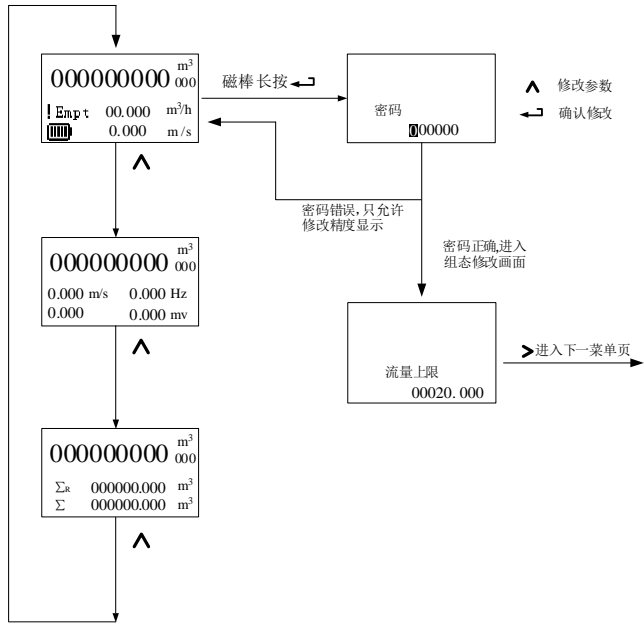 000000000 m³
000
!Empt 00.000 m³/h
0.000 m/s
磁棒长按
密码
000000
∧ 修改参数
确认修改
∧
密码错误,只允许
修改精度显示
密码正确,进入
组态修改画面
000000000 m³
000
0.000 m/s 0.000 Hz
0.000 0.000 mv
∧
流量上限
00020.000
>进入下一菜单页
000000000 m³
000
∑R 000000.000 m³
∑ 000000.000 m³
∧